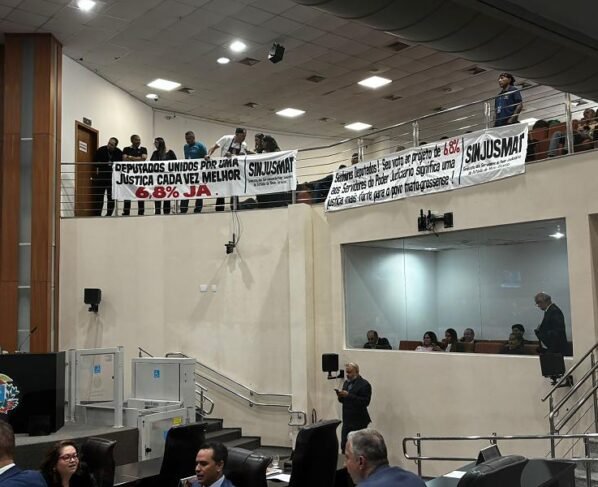 DEPUTADOS UNIDOS POR UMA
JUSTIÇA CADA VEZ MELHOR
6,8% JÁ
SINJUSMAT
Senhores Deputados! Seu voto ao projeto de 6,8%
aos Servidores do Poder Judiciário significa uma
justiça mais forte para o povo mato-grossense!
SINJUSMAT